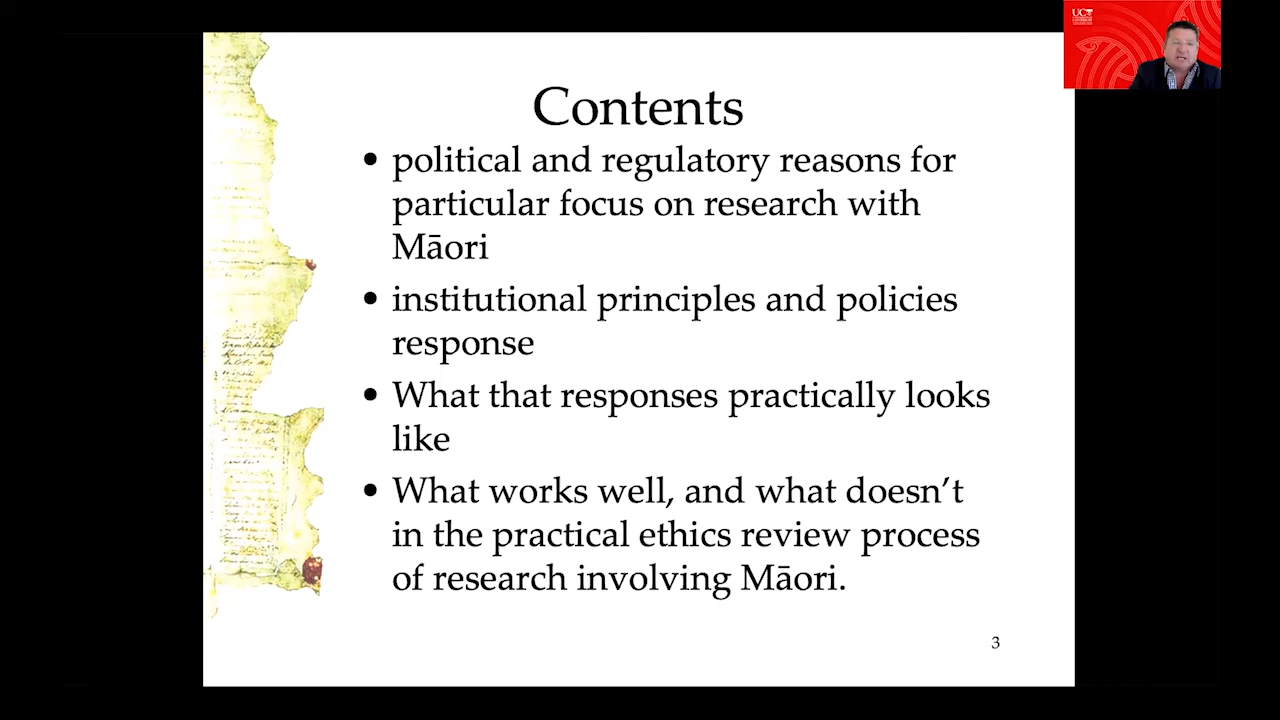 UC
Contents
• political and regulatory reasons for
particular focus on research with
Māori
• institutional principles and policies
response
• What that responses practically looks
like
• What works well, and what doesn’t
in the practical ethics review process
of research involving Māori.
3